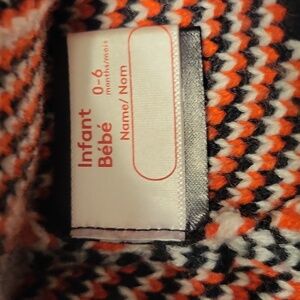 Infant
Bébé
0-6
months/mois
Name/ Nom